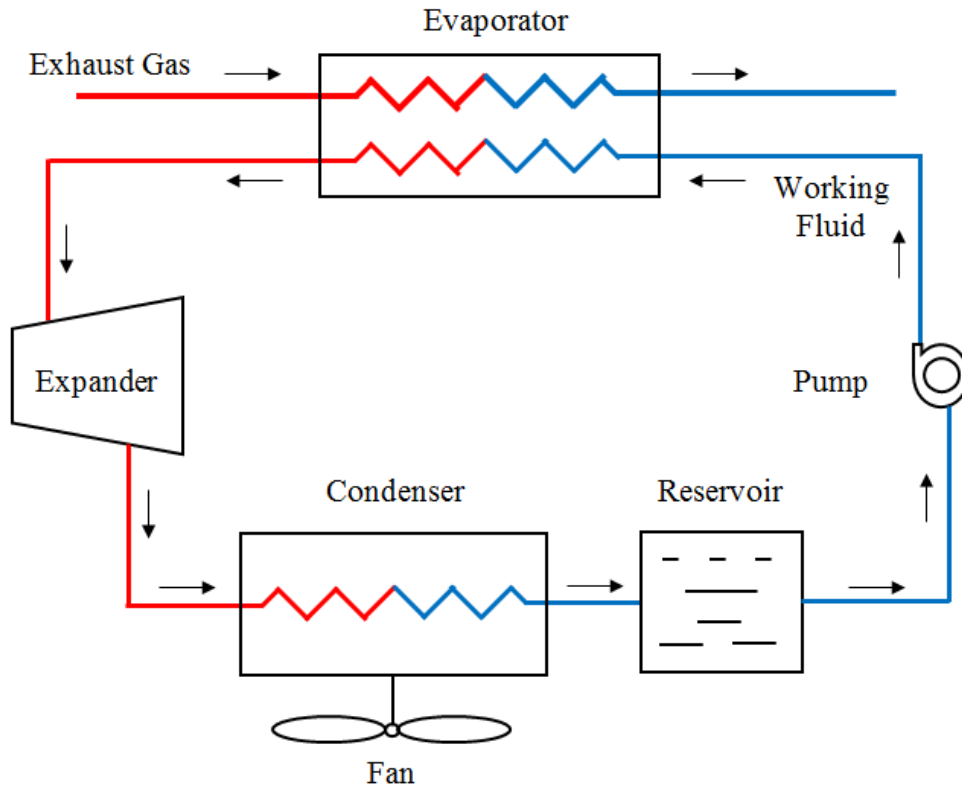 Evaporator
Exhaust Gas
Working
Fluid
Expander
Pump
Condenser
Reservoir
Fan